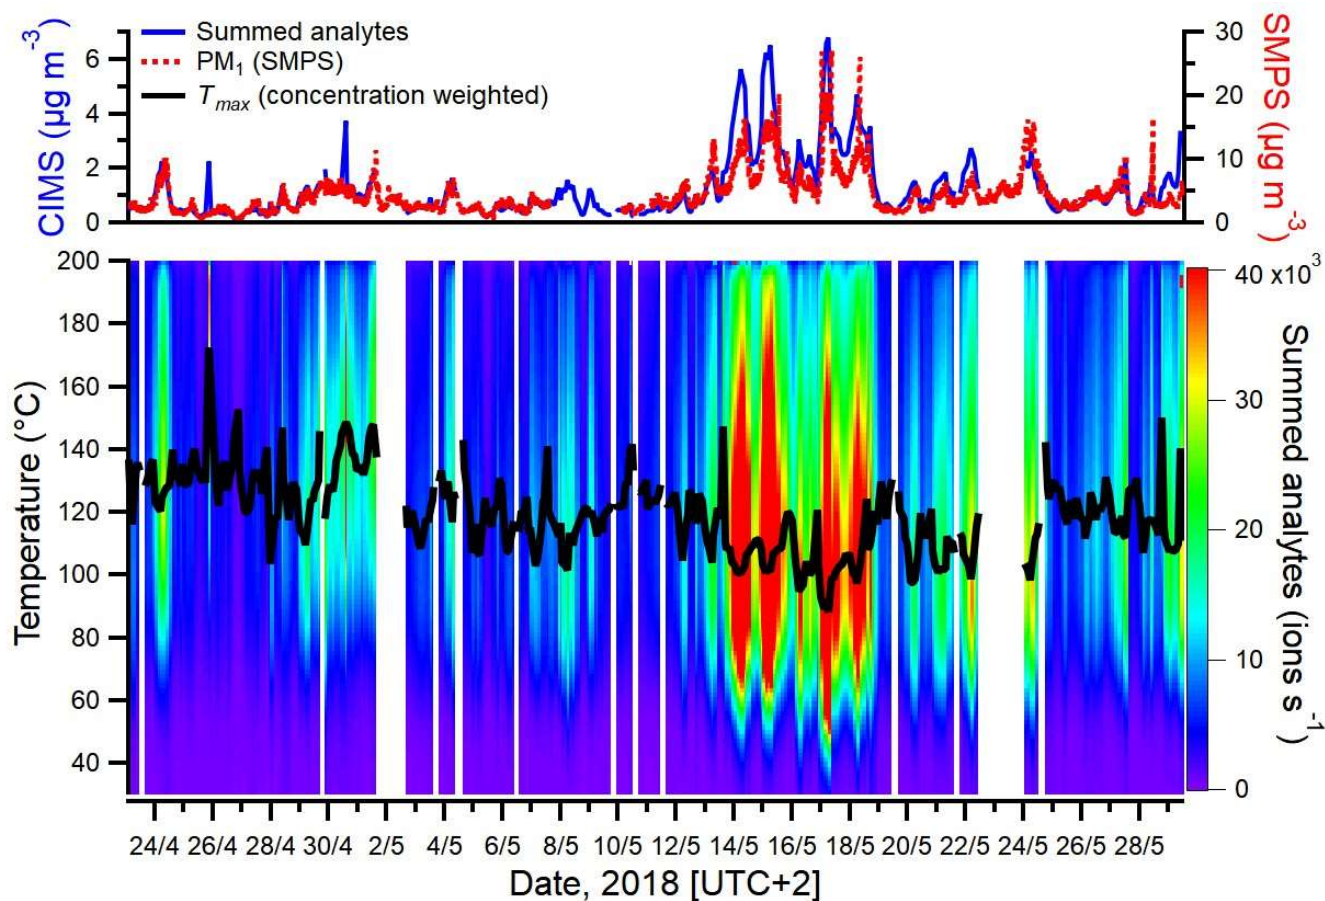 Summed analytes
PM₁ (SMPS)
T_max (concentration weighted)
CIMS (µg m⁻³)
6
4
2
0
SMPS (µg m⁻³)
30
20
10
0
Temperature (°C)
200
180
160
140
120
100
80
60
40
40 x10³
30
20
10
0
Summed analytes (ions s⁻¹)
24/4 26/4 28/4 30/4 2/5 4/5 6/5 8/5 10/5 12/5 14/5 16/5 18/5 20/5 22/5 24/5 26/5 28/5
Date, 2018 [UTC+2]